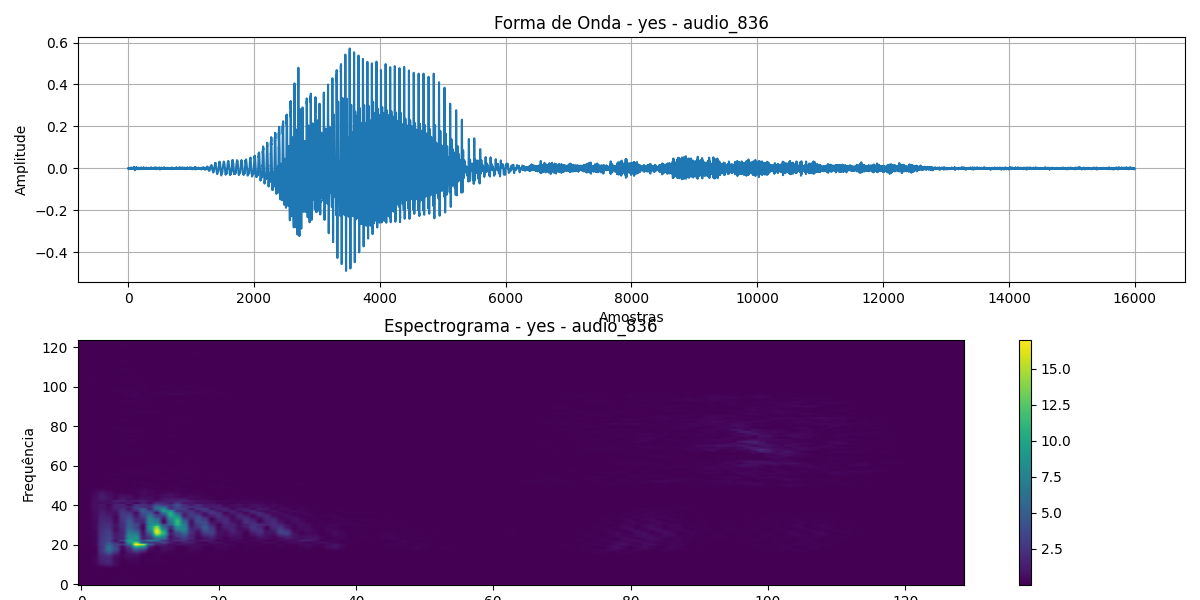 Forma de Onda - yes - audio_836
0.6
0.4
0.2
0.0
−0.2
−0.4
Amplitude
0 2000 4000 6000 8000 10000 12000 14000 16000
Amostras
Espectrograma - yes - audio_836
120
100
80
60
40
20
0
Frequência
0 20 40 60 80 100 120
15.0
12.5
10.0
7.5
5.0
2.5